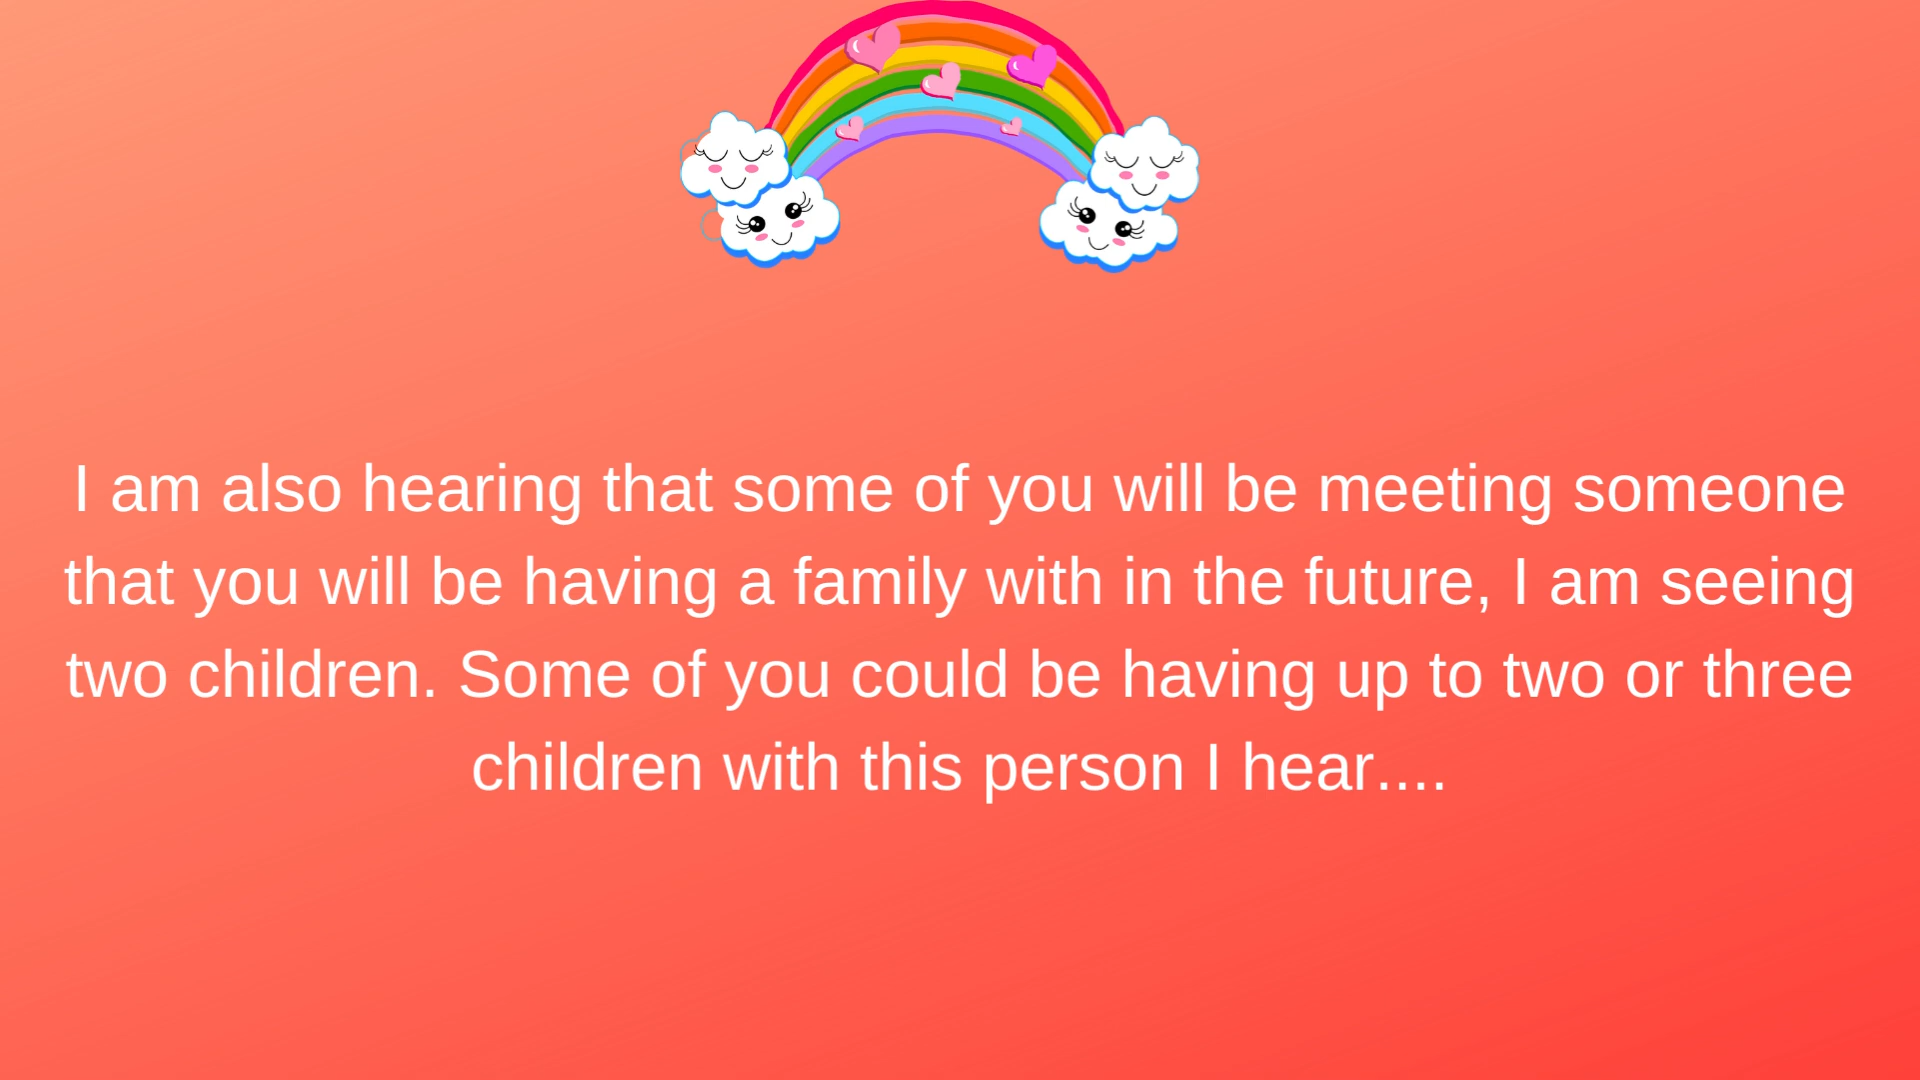 I am also hearing that some of you will be meeting someone
that you will be having a family with in the future, I am seeing
two children. Some of you could be having up to two or three
children with this person I hear....